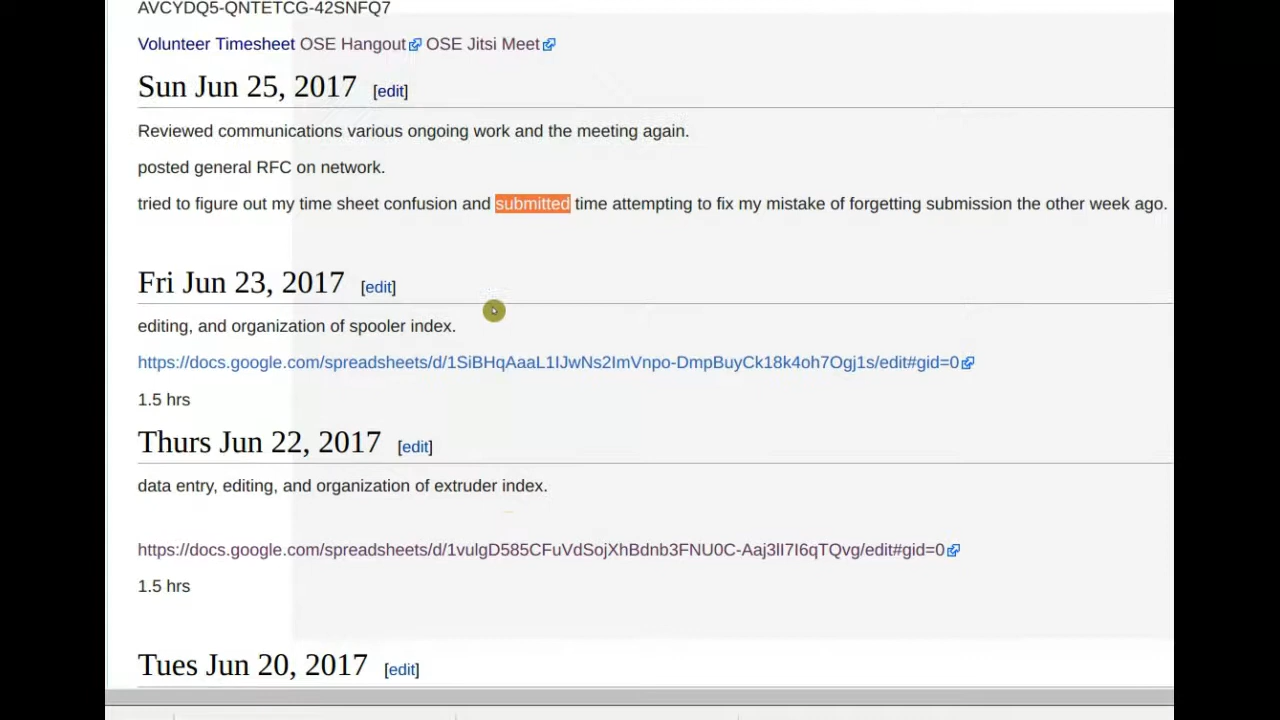 AVCYDQ5-QNTETCG-42SNFQ7
Volunteer Timesheet OSE Hangout OSE Jitsi Meet
Sun Jun 25, 2017 [edit]
Reviewed communications various ongoing work and the meeting again.
posted general RFC on network.
tried to figure out my time sheet confusion and submitted time attempting to fix my mistake of forgetting submission the other week ago.
Fri Jun 23, 2017 [edit]
editing, and organization of spooler index.
https://docs.google.com/spreadsheets/d/1SiBHqAaaL1IJwNs2ImVnpo-DmpBuyCk18k4oh7Ogj1s/edit#gid=0
1.5 hrs
Thurs Jun 22, 2017 [edit]
data entry, editing, and organization of extruder index.
https://docs.google.com/spreadsheets/d/1vulgD585CFuVdSojXhBdnb3FNU0C-Aaj3lI7I6qTQvg/edit#gid=0
1.5 hrs
Tues Jun 20, 2017 [edit]